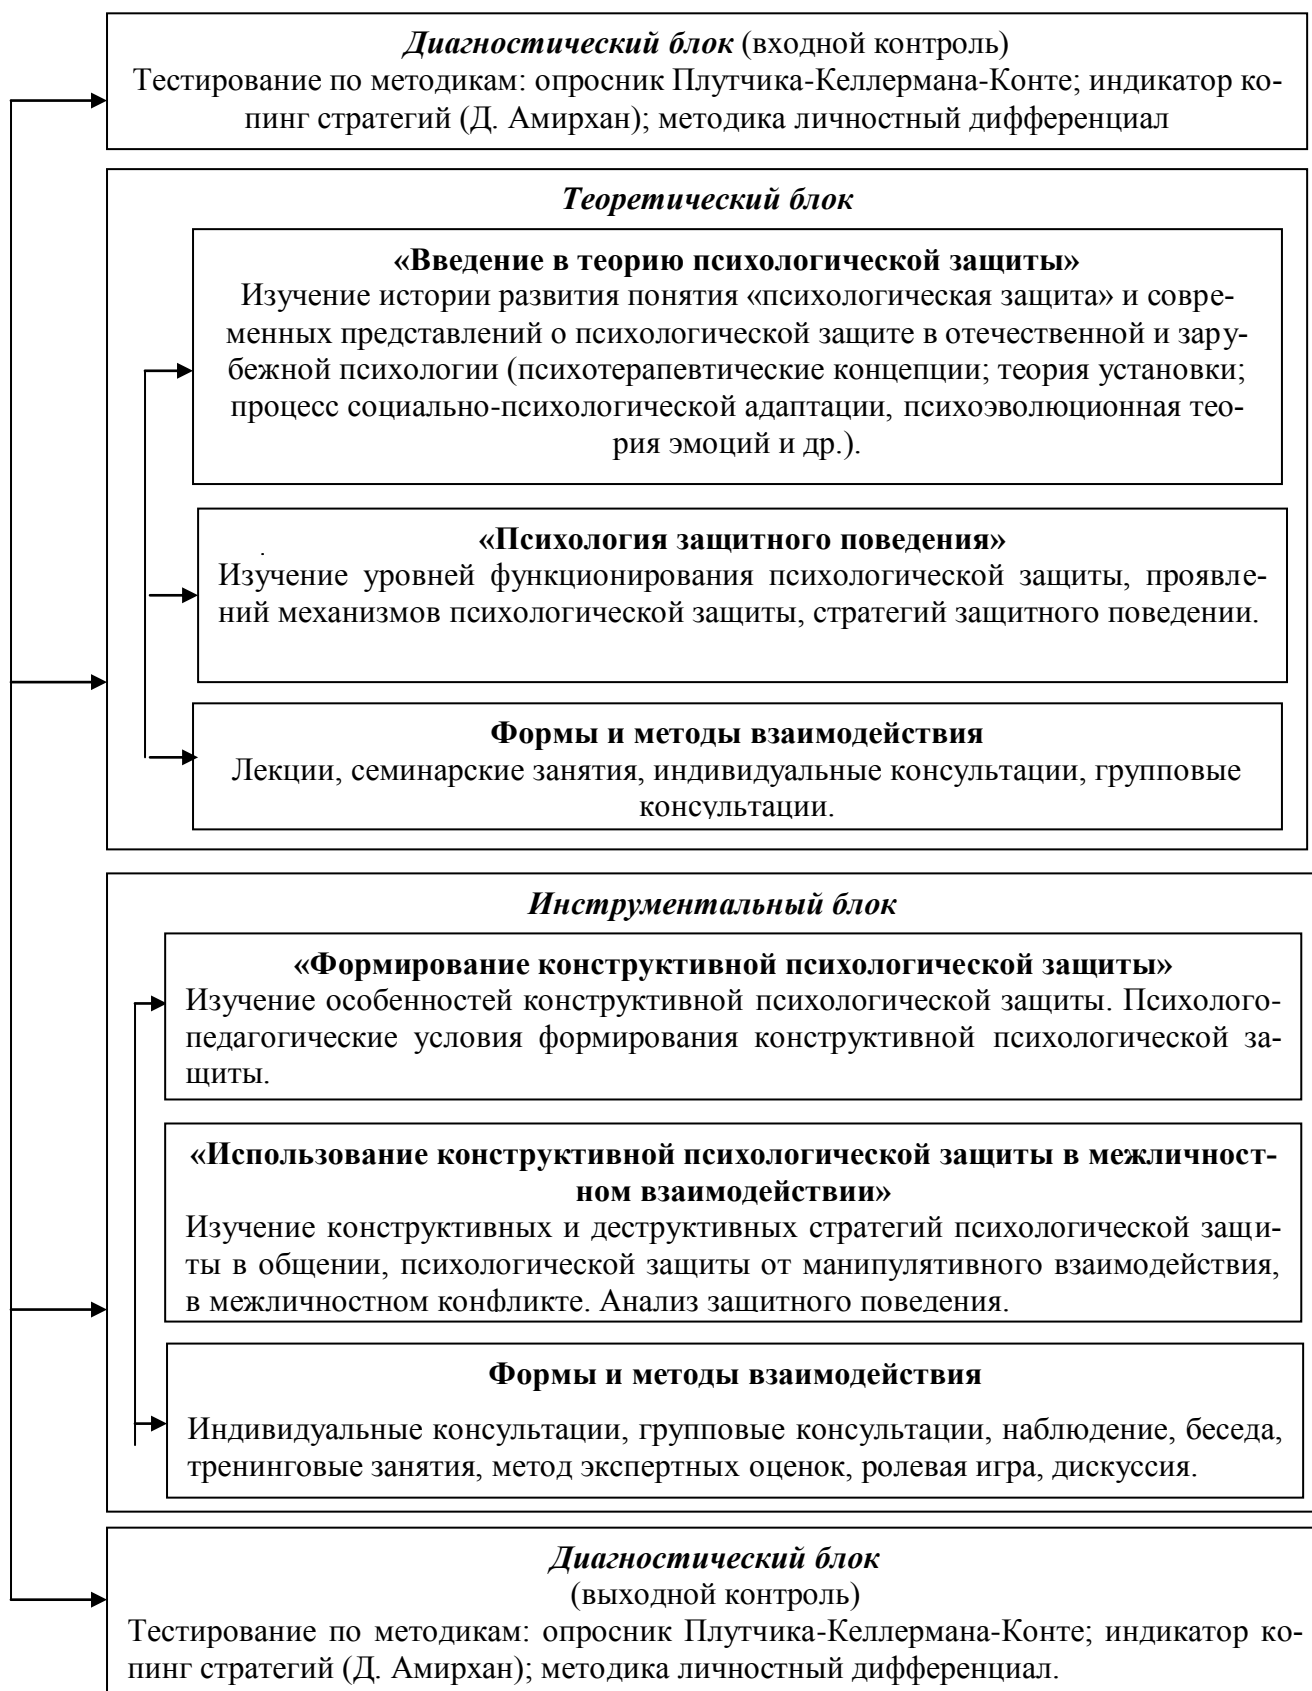 Диагностический блок (входной контроль)
Тестирование по методикам: опросник Плутчика-Келлермана-Конте; индикатор ко-
пинг стратегий (Д. Амирхан); методика личностный дифференциал
Теоретический блок
«Введение в теорию психологической защиты»
Изучение истории развития понятия «психологическая защита» и совре-
менных представлений о психологической защите в отечественной и зару-
бежной психологии (психотерапевтические концепции; теория установки;
процесс социально-психологической адаптации, психоэволюционная тео-
рия эмоций и др.).
«Психология защитного поведения»
Изучение уровней функционирования психологической защиты, проявле-
ний механизмов психологической защиты, стратегий защитного поведении.
Формы и методы взаимодействия
Лекции, семинарские занятия, индивидуальные консультации, групповые
консультации.
Инструментальный блок
«Формирование конструктивной психологической защиты»
Изучение особенностей конструктивной психологической защиты. Психолого-
педагогические условия формирования конструктивной психологической за-
щиты.
«Использование конструктивной психологической защиты в межличност-
ном взаимодействии»
Изучение конструктивных и деструктивных стратегий психологической защи-
ты в общении, психологической защиты от манипулятивного взаимодействия,
в межличностном конфликте. Анализ защитного поведения.
Формы и методы взаимодействия
Индивидуальные консультации, групповые консультации, наблюдение, беседа,
тренинговые занятия, метод экспертных оценок, ролевая игра, дискуссия.
Диагностический блок
(выходной контроль)
Тестирование по методикам: опросник Плутчика-Келлермана-Конте; индикатор ко-
пинг стратегий (Д. Амирхан); методика личностный дифференциал.